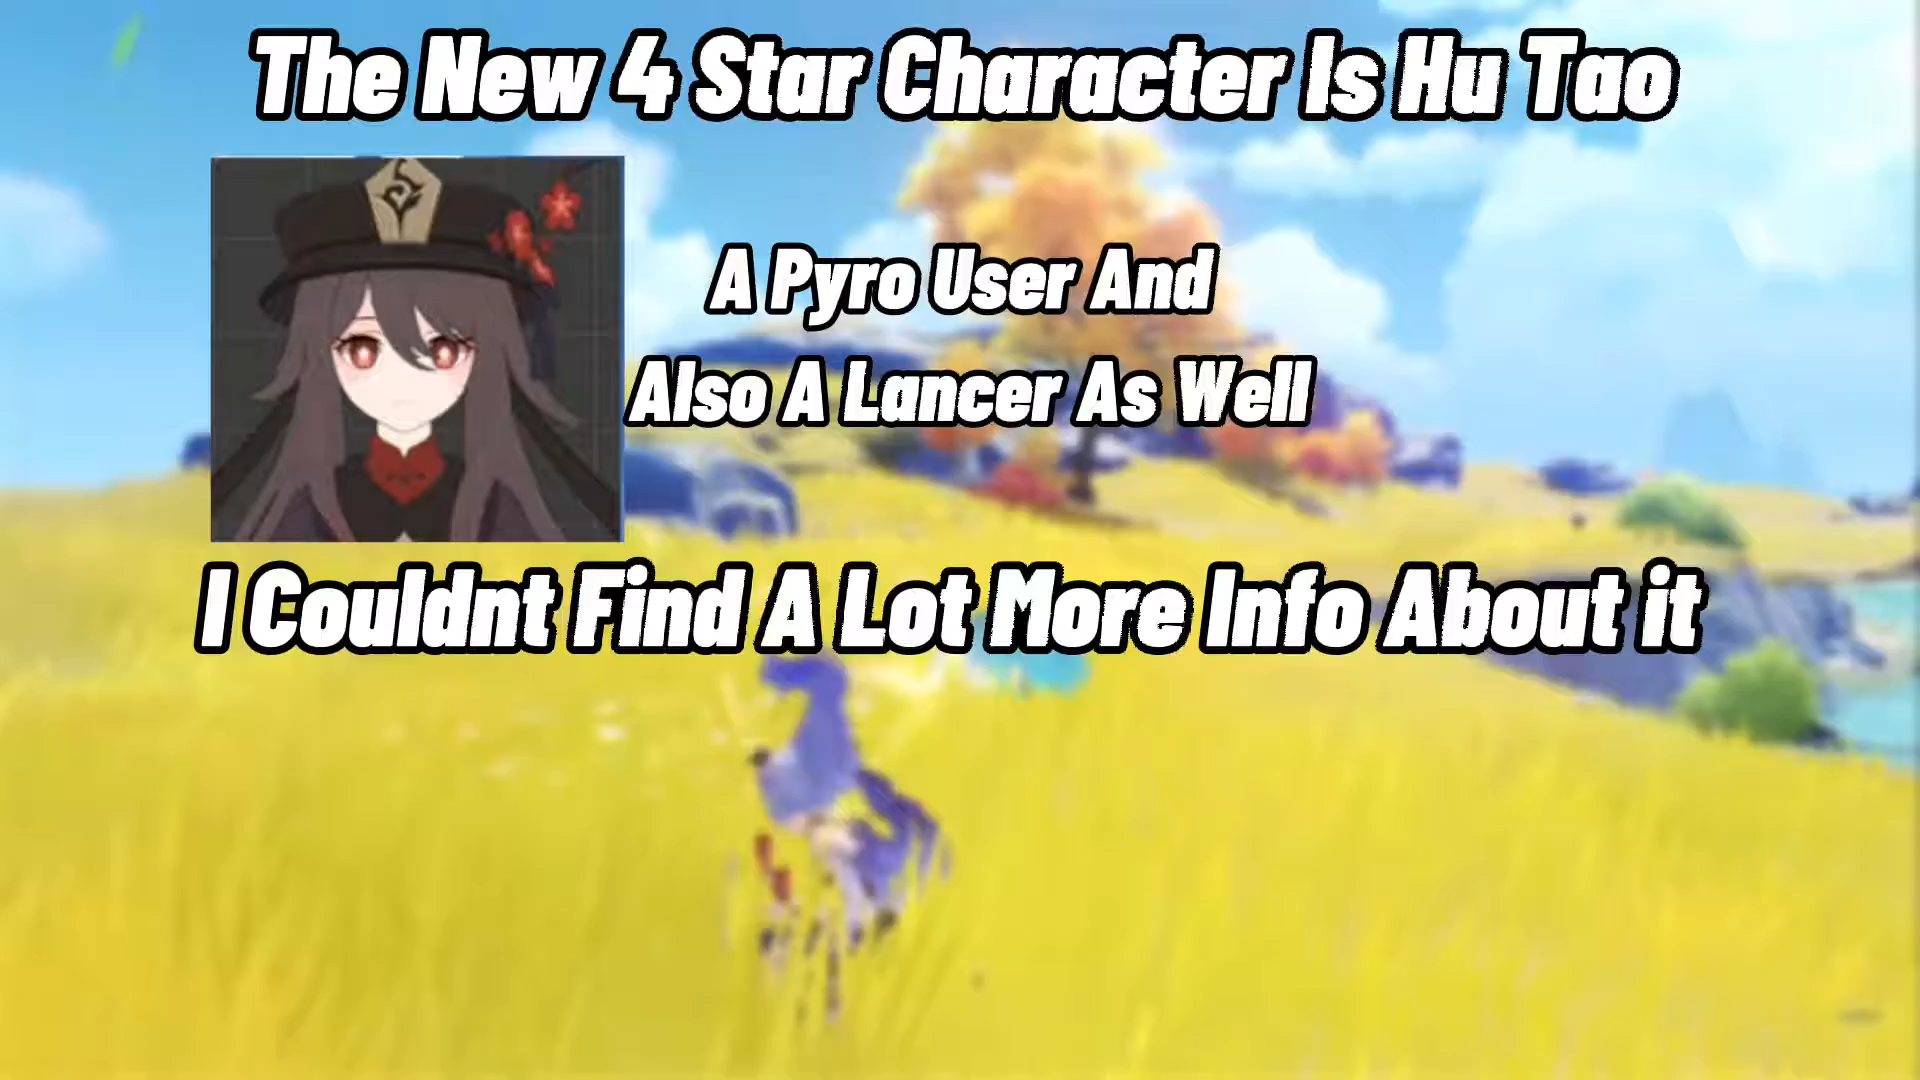 The New 4 Star Character Is Hu Tao
A Pyro User And
Also A Lancer As Well
I Couldnt Find A Lot More Info About it